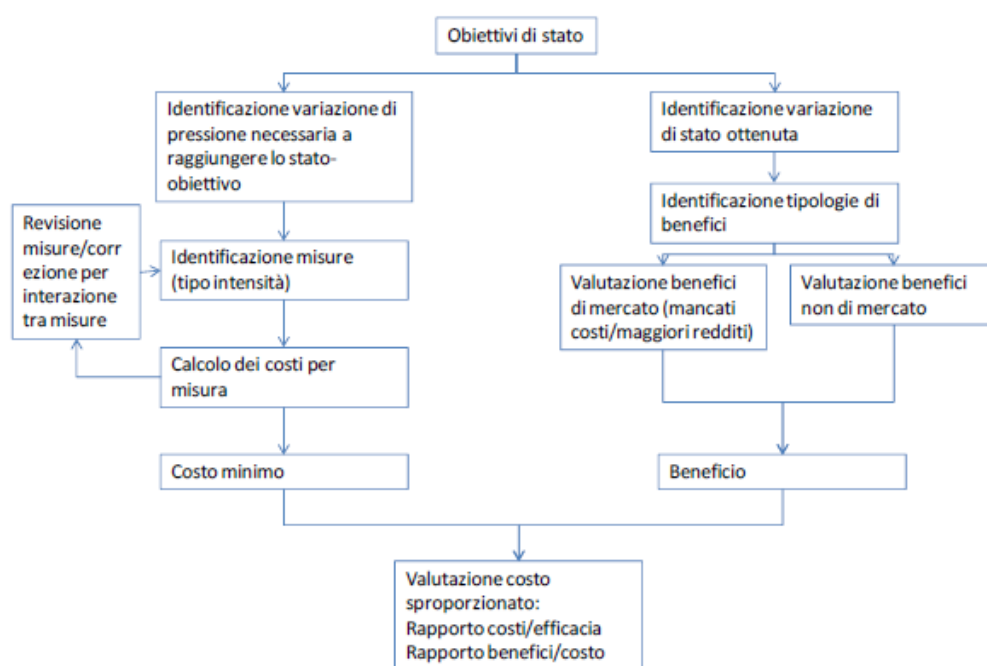 Obiettivi di stato
Identificazione variazione di
pressione necessaria a
raggiungere lo stato-
obiettivo
Identificazione variazione
di stato ottenuta
Identificazione tipologie di
benefici
Revisione
misure/corr
ezione per
interazione
tra misure
Identificazione misure
(tipo intensità)
Valutazione benefici
di mercato (mancati
costi/maggiori redditi)
Valutazione benefici
non di mercato
Calcolo dei costi per
misura
Costo minimo
Beneficio
Valutazione costo
sproporzionato:
Rapporto costi/efficacia
Rapporto benefici/costo